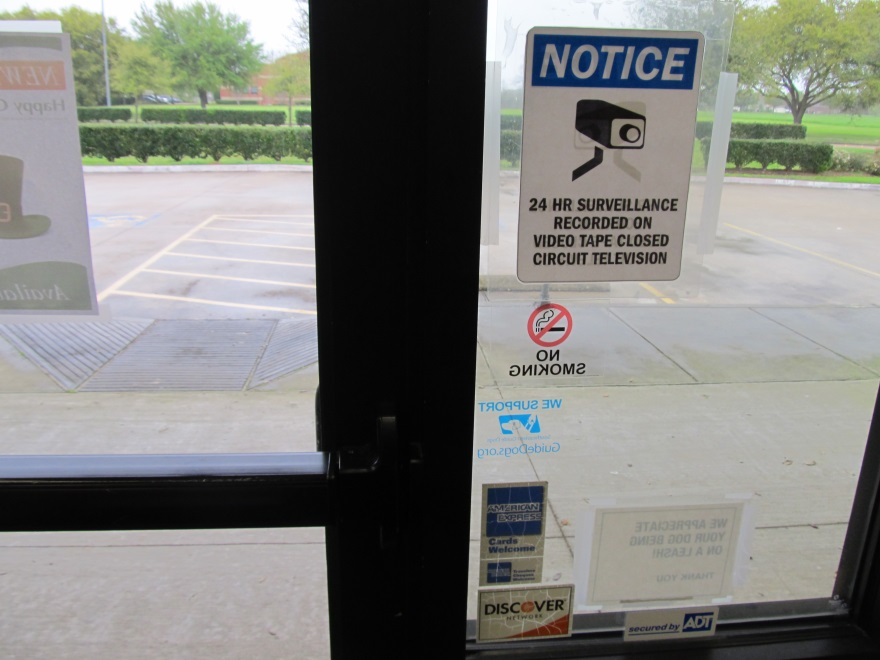 NEW
Happy
Availa
NOTICE
24 HR SURVEILLANCE
RECORDED ON
VIDEO TAPE CLOSED
CIRCUIT TELEVISION
NO
SMOKING
WE SUPPORT
GuideDogs.org
AMERICAN
EXPRESS
Cards
Welcome
DISCOVER
NETWORK
WE APPRECIATE
YOUR DOG BEING
ON A LEASH!
THANK YOU
secured by ADT